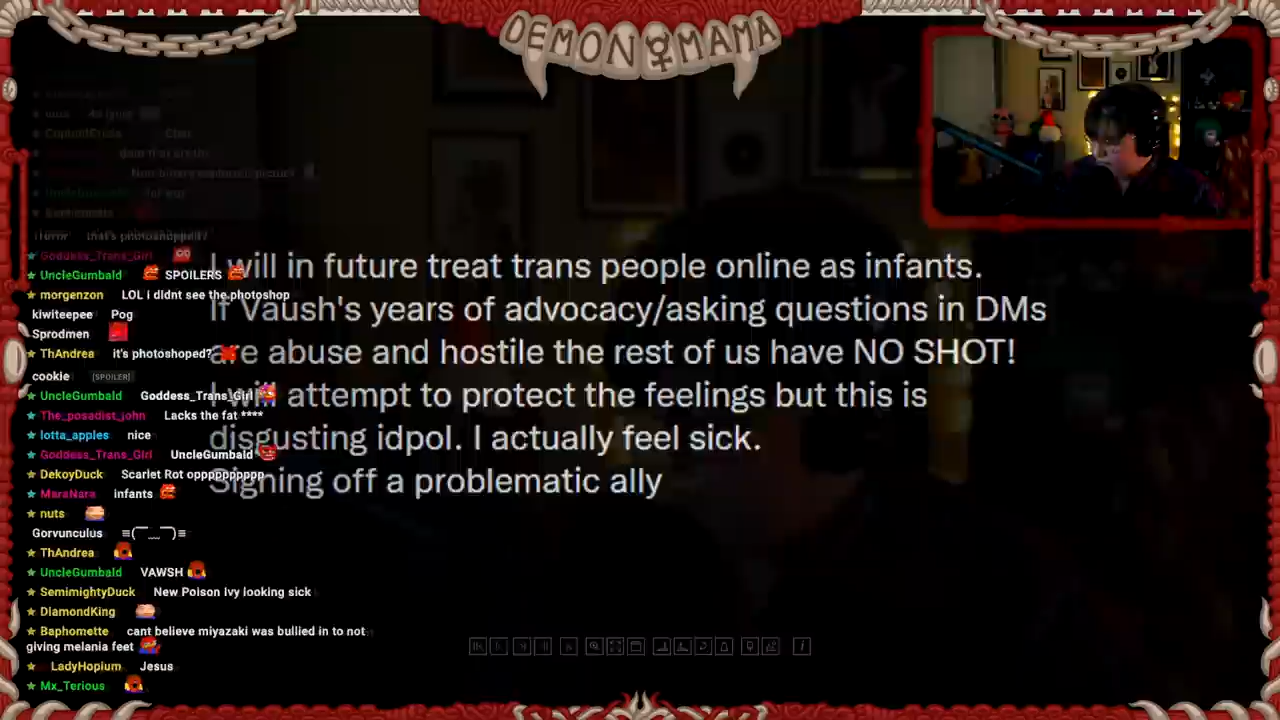 DEMON MAMA
that's photoshopped?
Goddess_Trans_Girl
UncleGumbald SPOILERS
morgenzon LOL i didnt see the photoshop
kiwiteepee Pog
Sprodmen
ThAndrea it's photoshoped?
cookie [SPOILER]
UncleGumbald Goddess_Trans_Girl
The_posadist_john Lacks the fat ****
lotta_apples nice
Goddess_Trans_Girl UncleGumbald
DekoyDuck Scarlet Rot opppppppppp
MaraNara infants
nuts
Gorvunculus
ThAndrea
UncleGumbald VAWSH
SemimightyDuck New Poison Ivy looking sick
DiamondKing
Baphomette cant believe miyazaki was bullied in to not
giving melania feet
LadyHopium Jesus
Mx_Terious
I will in future treat trans people online as infants.
If Vaush's years of advocacy/asking questions in DMs
are abuse and hostile the rest of us have NO SHOT!
I will attempt to protect the feelings but this is
disgusting idpol. I actually feel sick.
Signing off a problematic ally